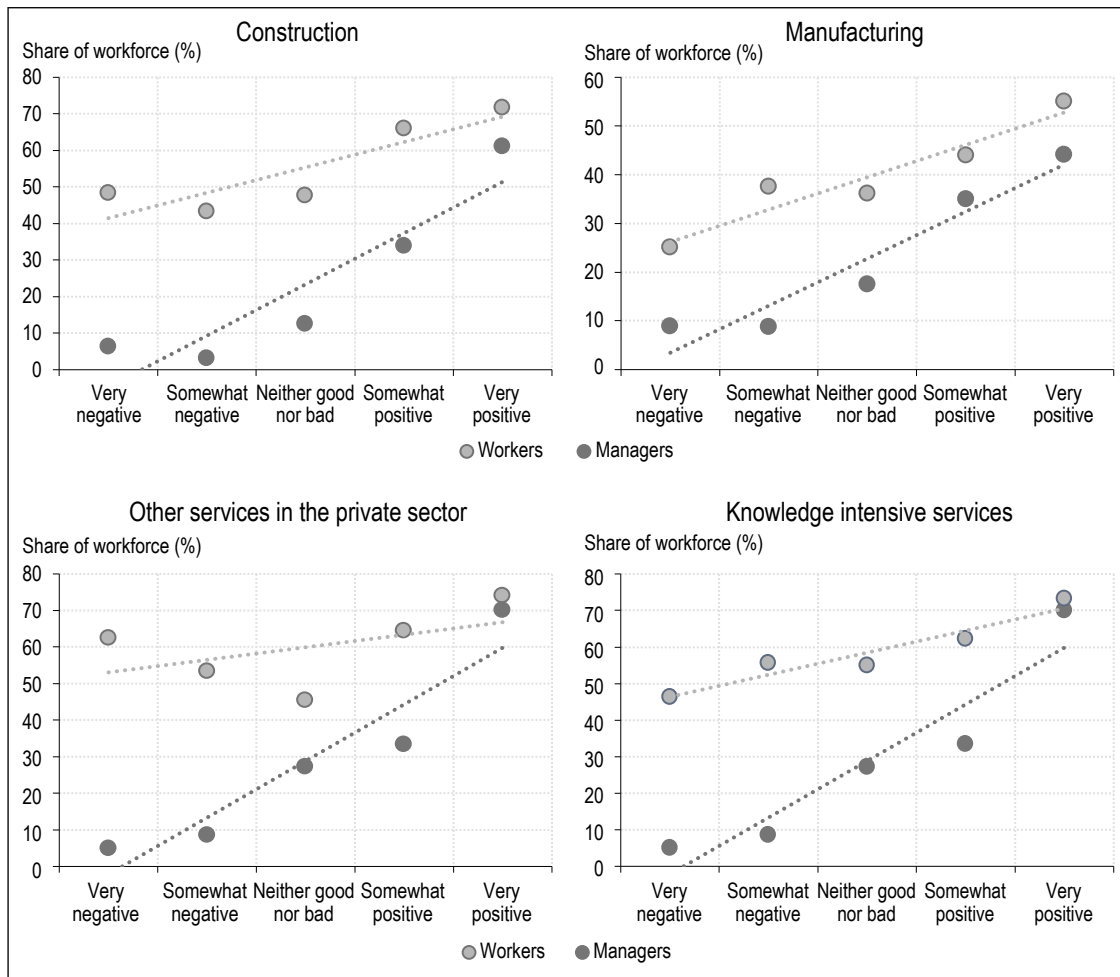 Construction
Share of workforce (%)
80
70
60
50
40
30
20
10
0
Very negative
Somewhat negative
Neither good nor bad
Somewhat positive
Very positive
Manufacturing
Share of workforce (%)
60
50
40
30
20
10
0
Very negative
Somewhat negative
Neither good nor bad
Somewhat positive
Very positive
Workers Managers
Other services in the private sector
Share of workforce (%)
80
70
60
50
40
30
20
10
0
Very negative
Somewhat negative
Neither good nor bad
Somewhat positive
Very positive
Knowledge intensive services
Share of workforce (%)
80
70
60
50
40
30
20
10
0
Very negative
Somewhat negative
Neither good nor bad
Somewhat positive
Very positive
Workers Managers